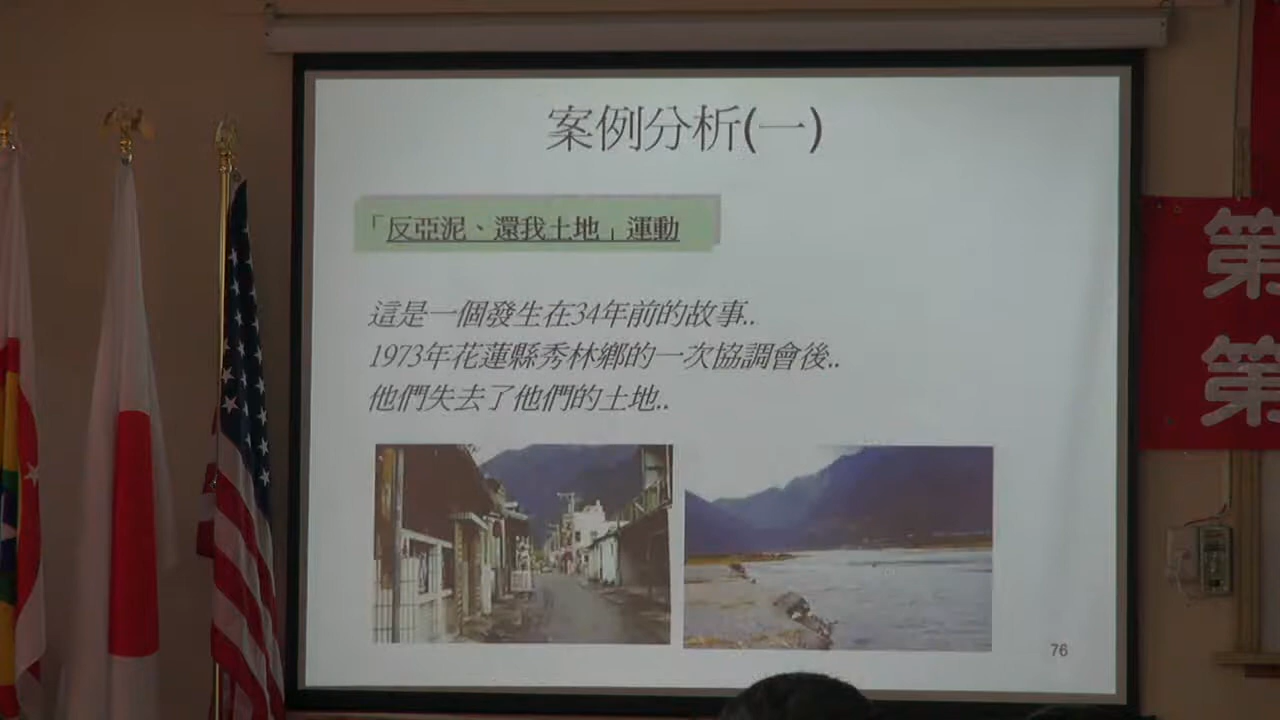 案例分析(一)
「反亞泥、還我土地」運動
這是一個發生在34年前的故事..
1973年花蓮縣秀林鄉的一次協調會後..
他們失去了他們的土地..
76
第
第